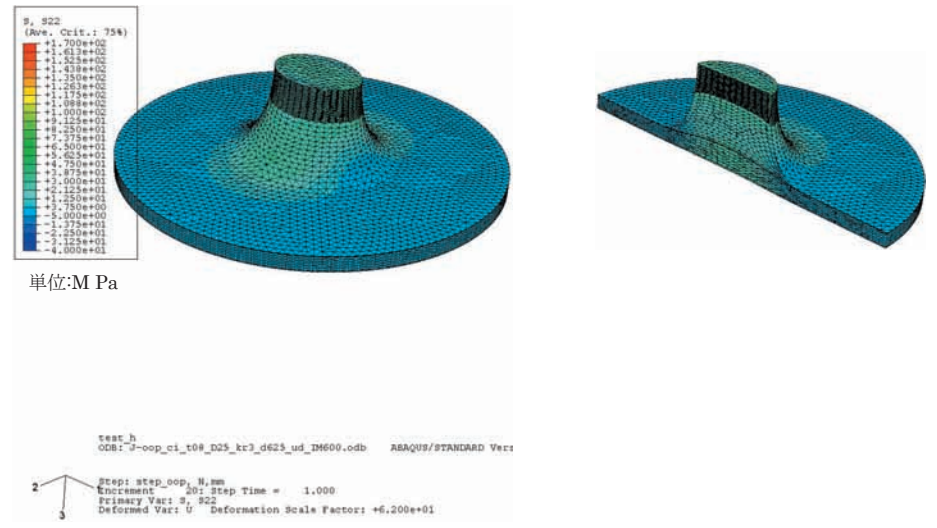 S, S22
(Ave. Crit.: 75%)
+1.700e+02
+1.613e+02
+1.525e+02
+1.438e+02
+1.350e+02
+1.263e+02
+1.175e+02
+1.088e+02
+1.000e+02
+9.125e+01
+8.250e+01
+7.375e+01
+6.500e+01
+5.625e+01
+4.750e+01
+3.875e+01
+3.000e+01
+2.125e+01
+1.250e+01
+3.750e+00
-5.000e+00
-1.375e+01
-2.250e+01
-3.125e+01
-4.000e+01
単位:M Pa
test_h
ODB: J-oop_ci_t08_D25_kr3_d625_ud_IM600.odb ABAQUS/STANDARD Vers
2
3
Step: step_oop, N,mm
Increment 20: Step Time = 1.000
Primary Var: S, S22
Deformed Var: U Deformation Scale Factor: +6.200e+01